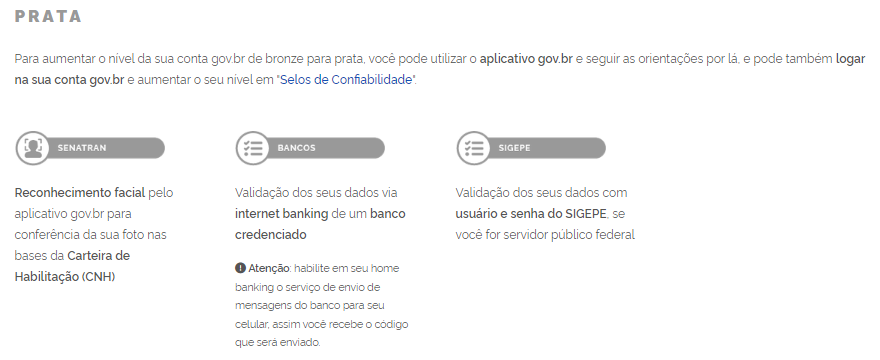 PRATA
Para aumentar o nível da sua conta gov.br de bronze para prata, você pode utilizar o aplicativo gov.br e seguir as orientações por lá, e pode também logar
na sua conta gov.br e aumentar o seu nível em "Selos de Confiabilidade".
SENATRAN
Reconhecimento facial pelo
aplicativo gov.br para
conferência da sua foto nas
bases da Carteira de
Habilitação (CNH)
BANCOS
Validação dos seus dados via
internet banking de um banco
credenciado
Atenção: habilite em seu home
banking o serviço de envio de
mensagens do banco para seu
celular, assim você recebe o código
que será enviado.
SIGEPE
Validação dos seus dados com
usuário e senha do SIGEPE, se
você for servidor público federal